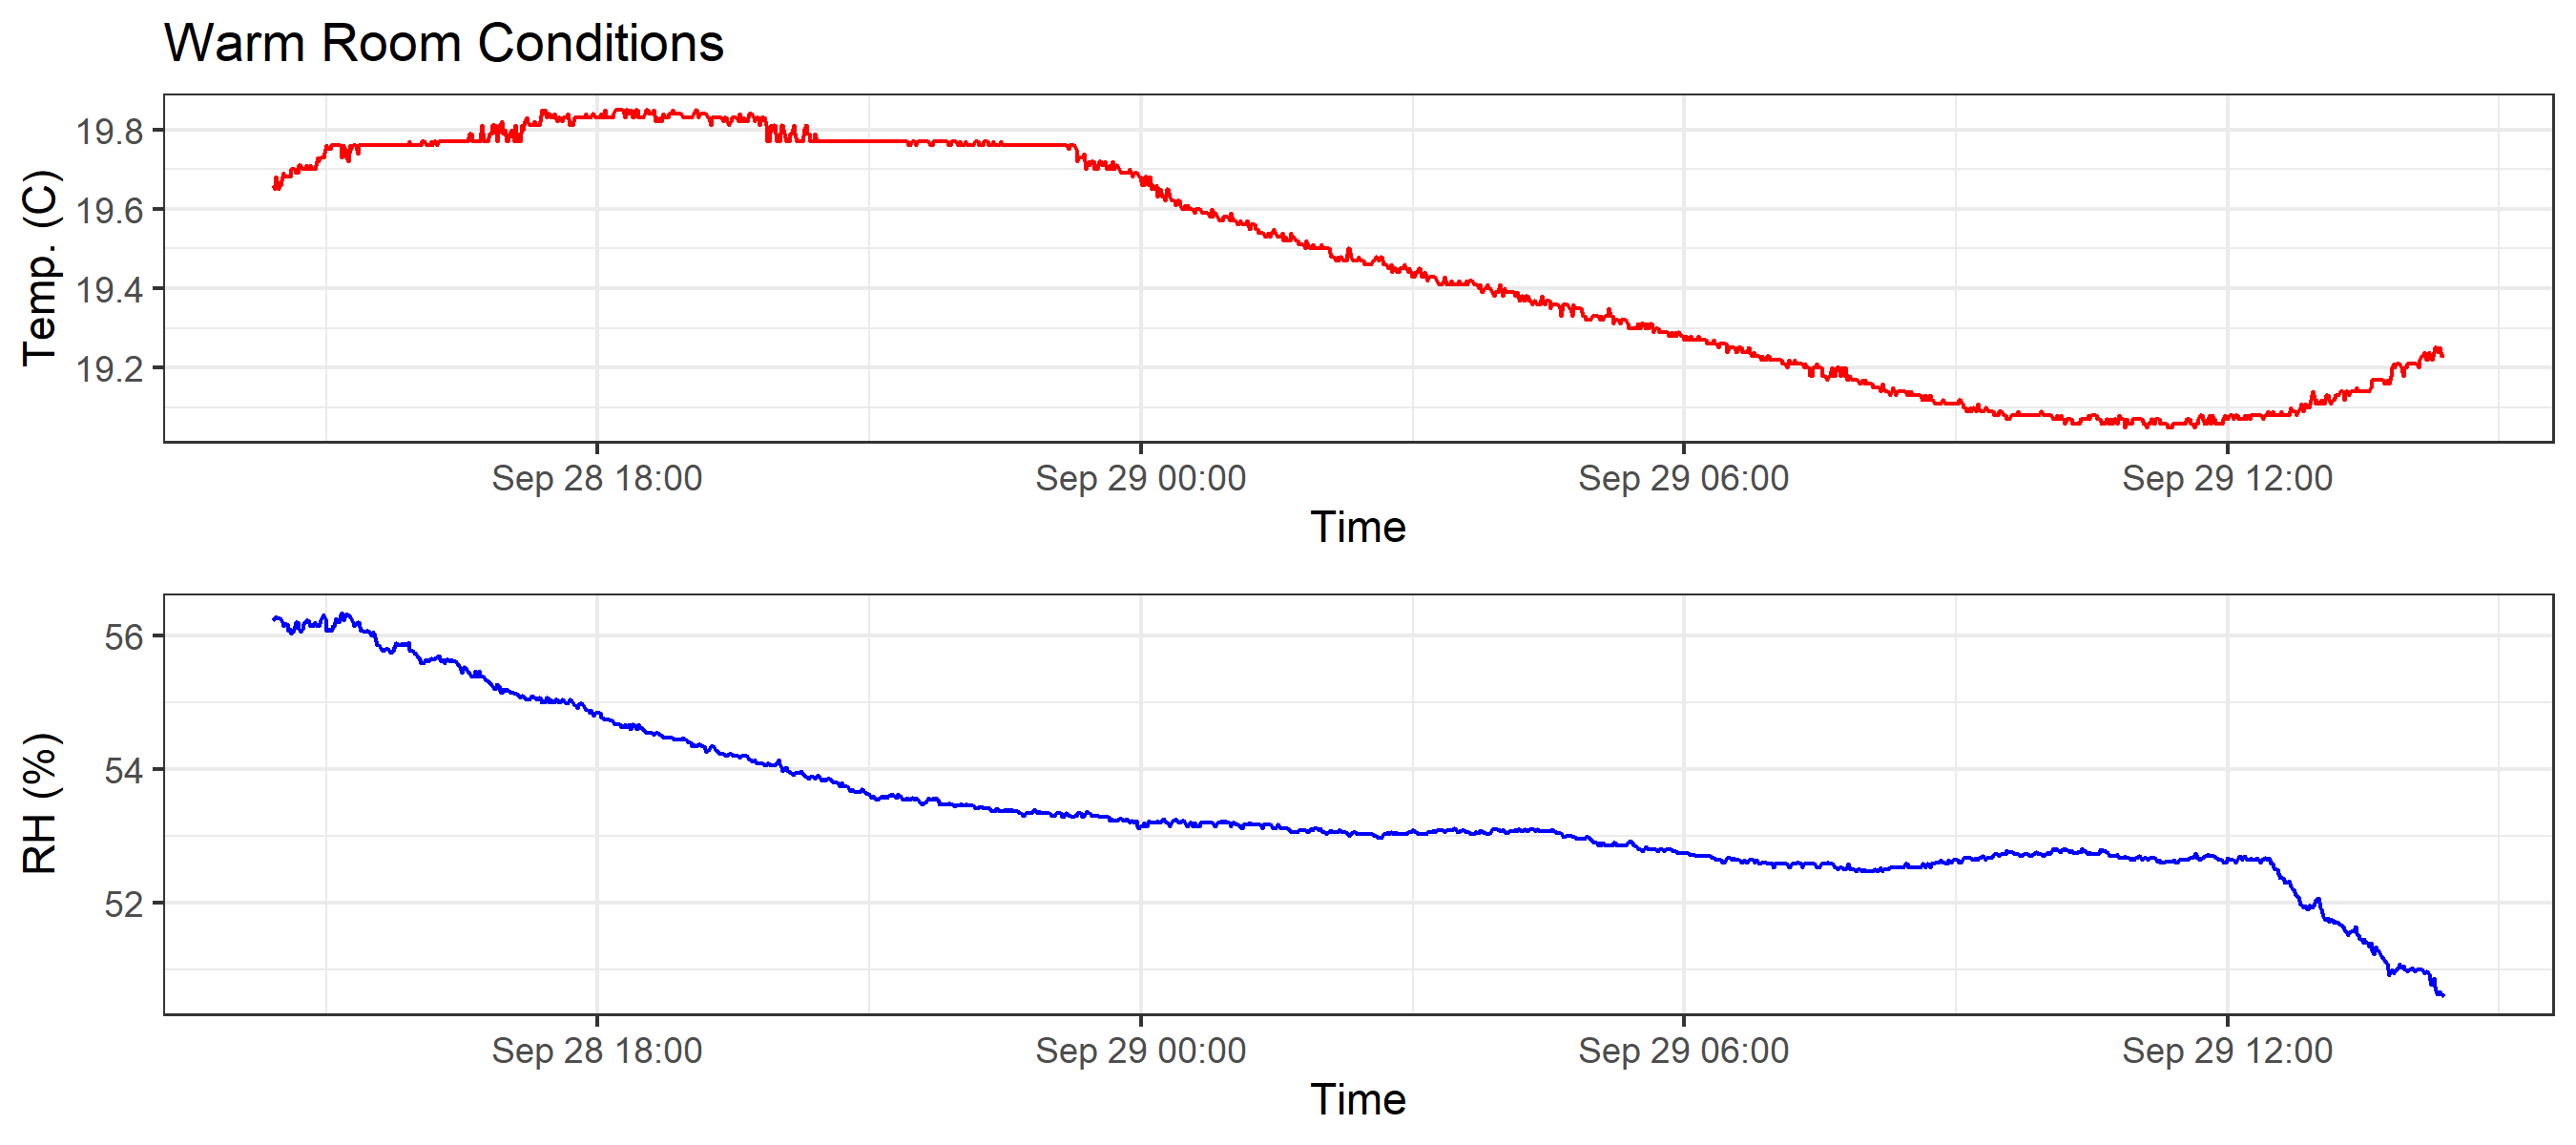 Warm Room Conditions
Temp. (C)
19.8
19.6
19.4
19.2
Sep 28 18:00 Sep 29 00:00 Sep 29 06:00 Sep 29 12:00
Time
RH (%)
56
54
52
Sep 28 18:00 Sep 29 00:00 Sep 29 06:00 Sep 29 12:00
Time